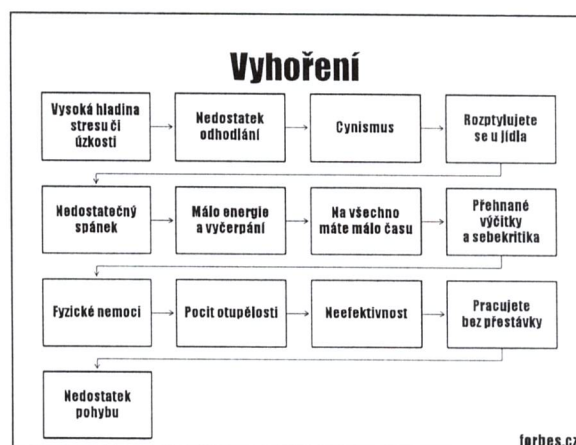 Vyhoření
Vysoká hladina
stresu či
úzkosti
Nedostatek
odhodlání
Cynismus
Rozptylujete
se u jídla
Nedostatečný
spánek
Málo energie
a vyčerpání
Na všechno
máte málo času
Přehnané
výčitky
a sebekritika
Fyzické nemoci
Pocit otupělosti
Neefektivnost
Pracujete
bez přestávky
Nedostatek
pohybu
forbes.cz